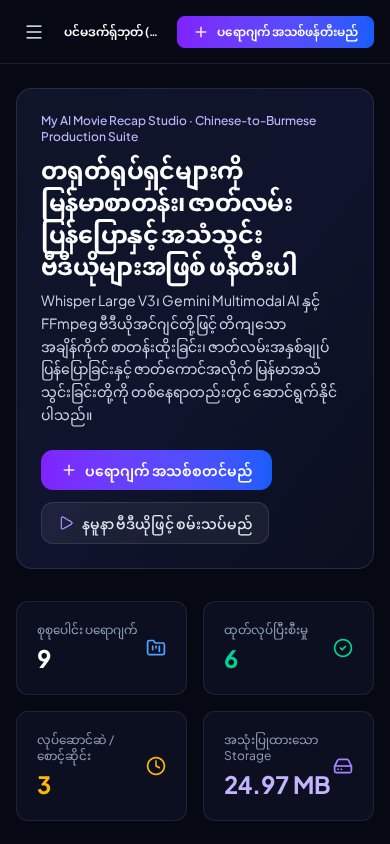 ပင်မဒက်ရှ်ဘုတ် (...
ပရောဂျက် အသစ်ဖန်တီးမည်
My AI Movie Recap Studio · Chinese-to-Burmese
Production Suite
တရုတ်ရုပ်ရှင်များကို
မြန်မာစာတန်း၊ ဇာတ်လမ်း
ပြန်ပြောနှင့် အသံသွင်း
ဗီဒီယိုများအဖြစ် ဖန်တီးပါ
Whisper Large V3၊ Gemini Multimodal AI နှင့်
FFmpeg ဗီဒီယိုအင်ဂျင်တို့ဖြင့် တိကျသော
အချိန်ကိုက် စာတန်းထိုးခြင်း၊ ဇာတ်လမ်းအနှစ်ချုပ်
ပြန်ပြောခြင်းနှင့် ဇာတ်ကောင်အလိုက် မြန်မာအသံ
သွင်းခြင်းတို့ကို တစ်နေရာတည်းတွင် ဆောင်ရွက်နိုင်
ပါသည်။
ပရောဂျက် အသစ်စတင်မည်
နမူနာ ဗီဒီယိုဖြင့် စမ်းသပ်မည်
စုစုပေါင်း ပရောဂျက်
9
ထုတ်လုပ်ပြီးစီးမှု
6
လုပ်ဆောင်ဆဲ /
စောင့်ဆိုင်း
3
အသုံးပြုထားသော
Storage
24.97 MB